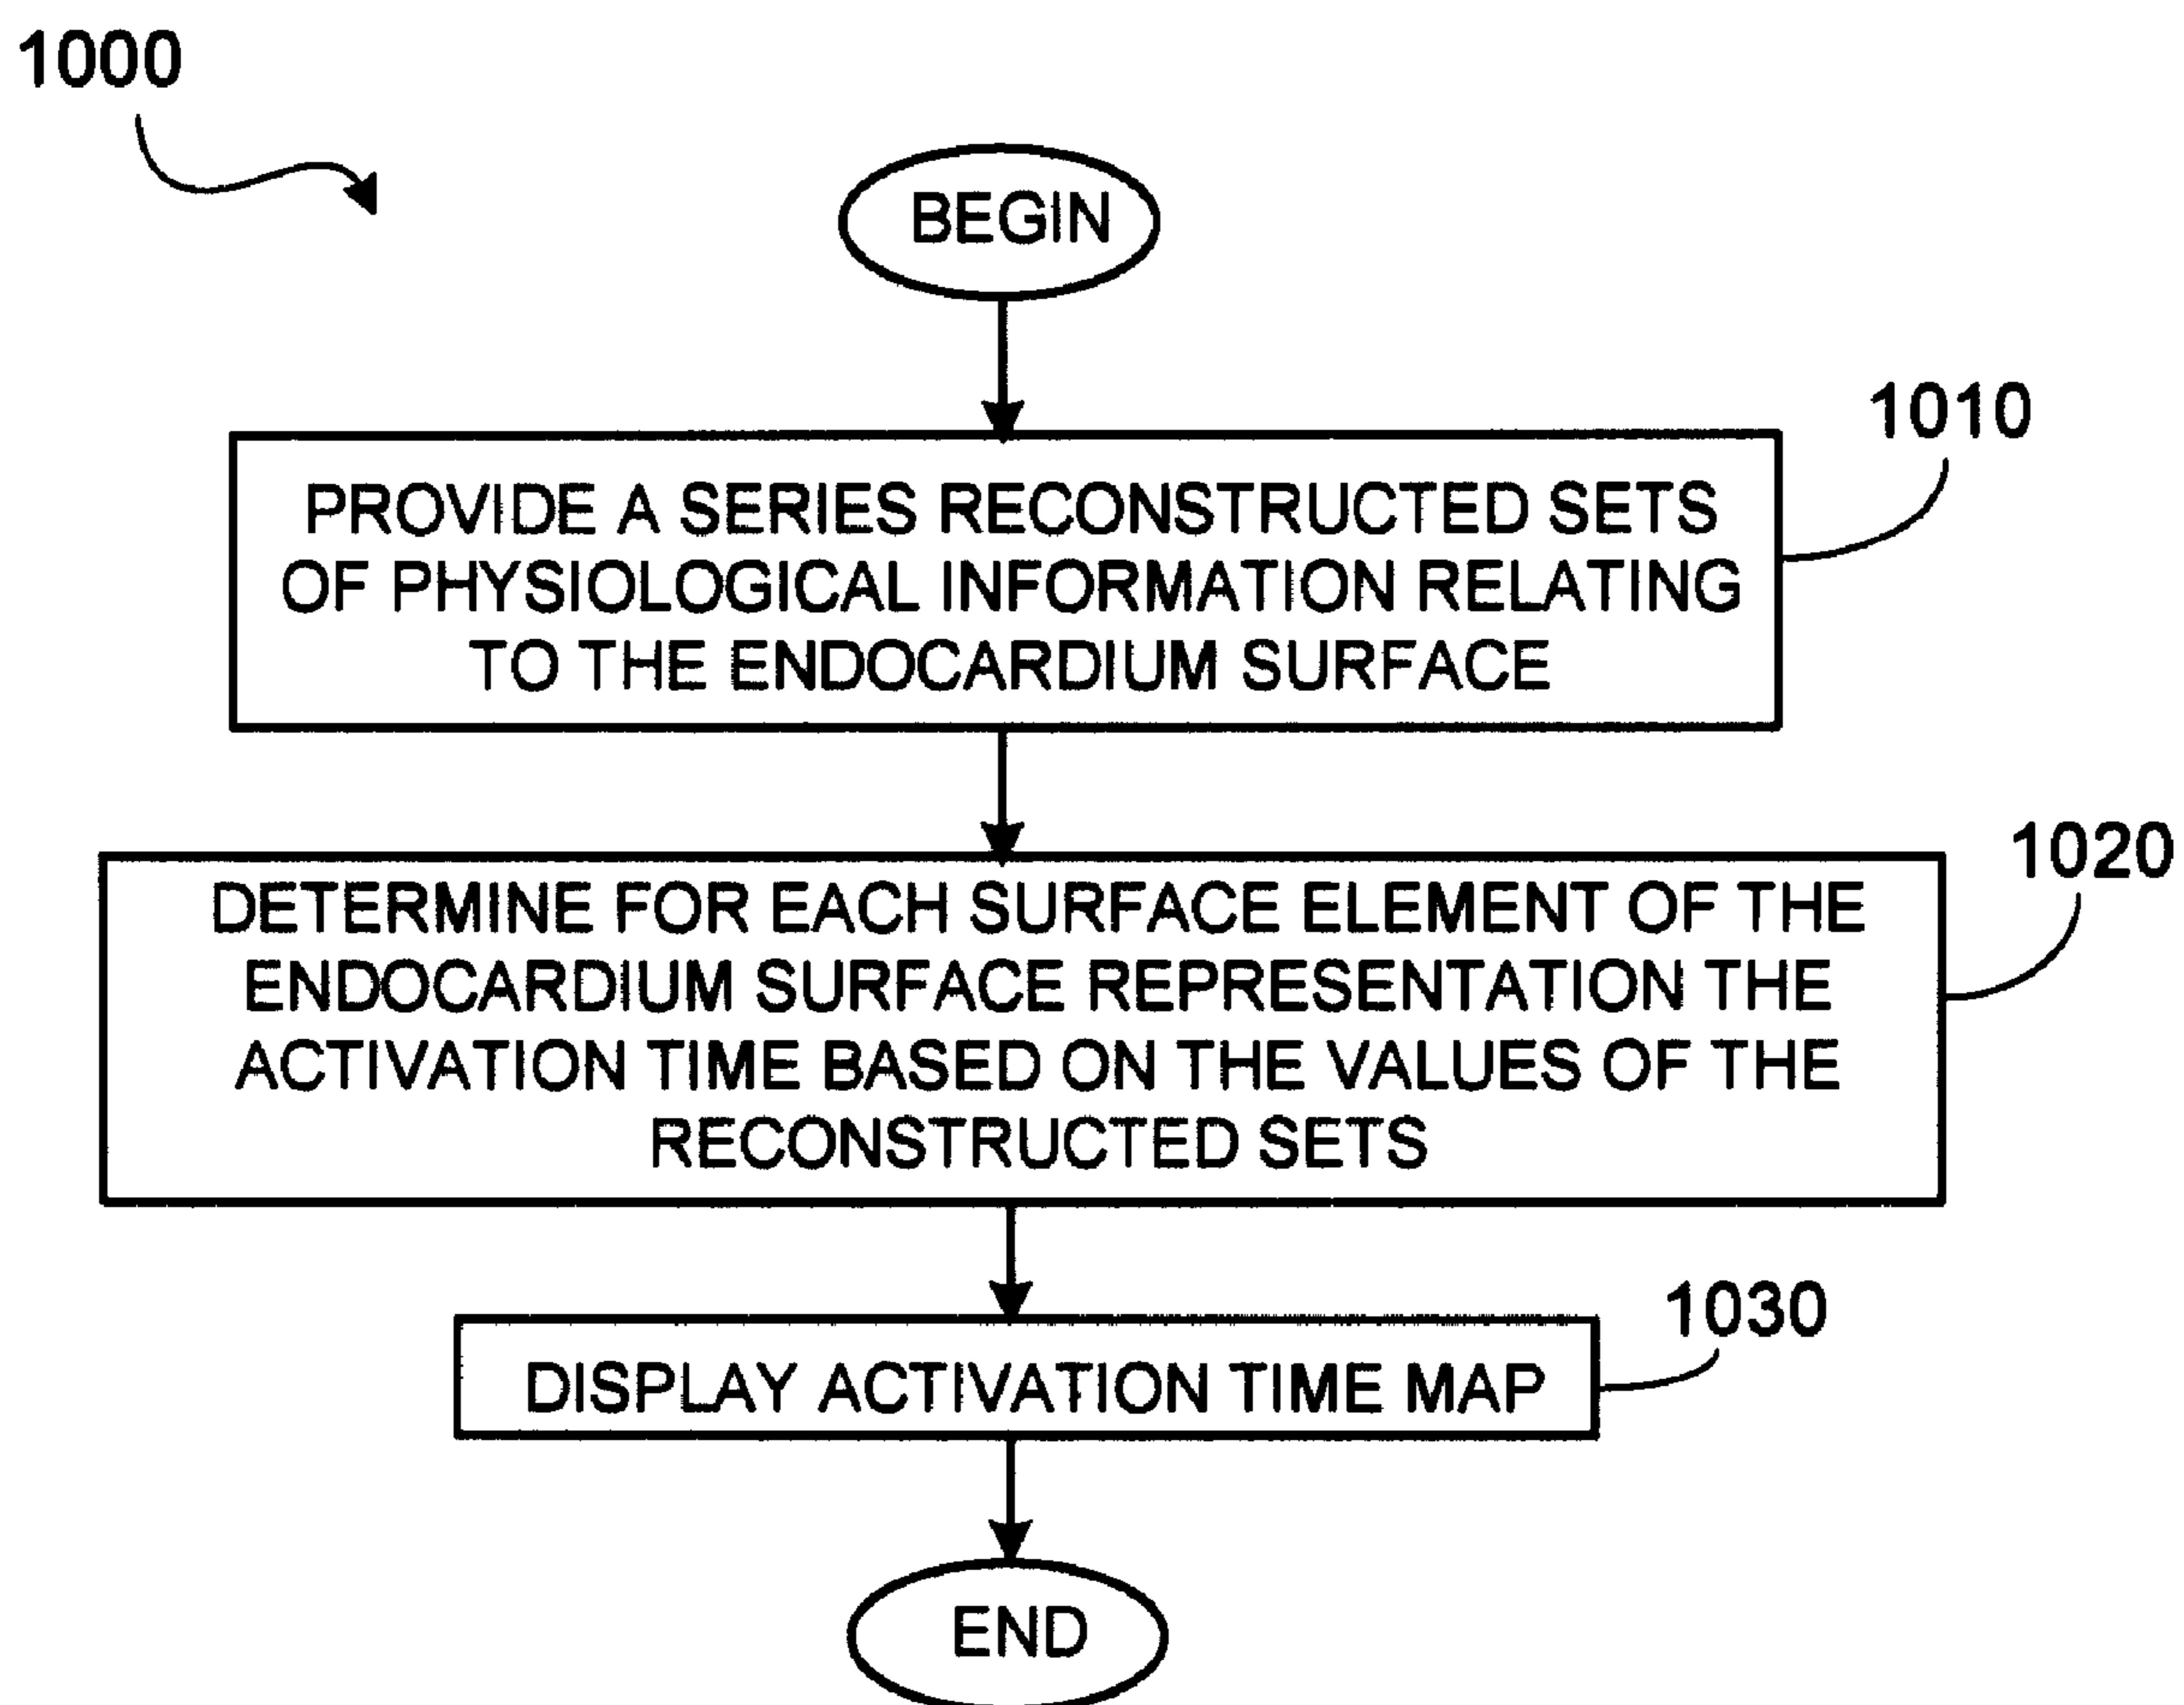 1000
BEGIN
1010
PROVIDE A SERIES RECONSTRUCTED SETS
OF PHYSIOLOGICAL INFORMATION RELATING
TO THE ENDOCARDIUM SURFACE
1020
DETERMINE FOR EACH SURFACE ELEMENT OF THE
ENDOCARDIUM SURFACE REPRESENTATION THE
ACTIVATION TIME BASED ON THE VALUES OF THE
RECONSTRUCTED SETS
1030
DISPLAY ACTIVATION TIME MAP
END